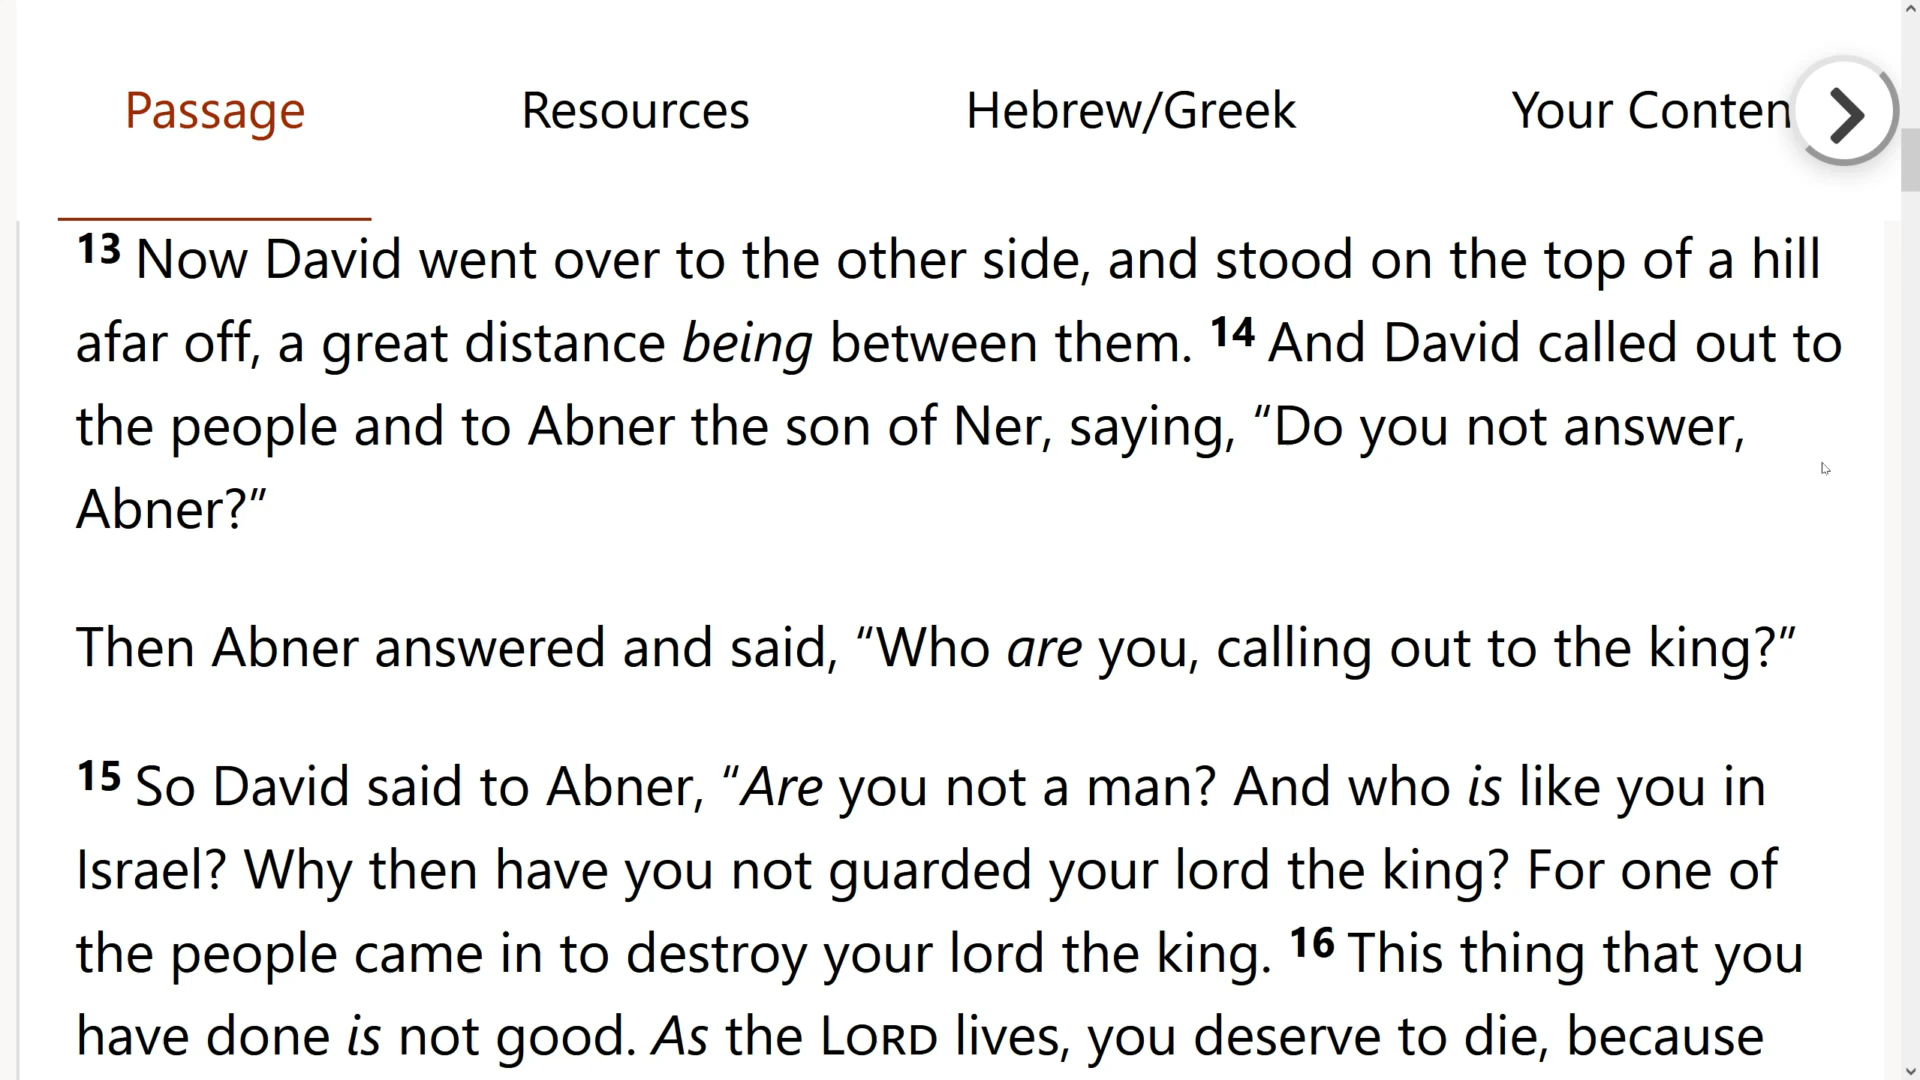 Passage Resources Hebrew/Greek Your Conten
13 Now David went over to the other side, and stood on the top of a hill
afar off, a great distance being between them. 14 And David called out to
the people and to Abner the son of Ner, saying, “Do you not answer,
Abner?”
Then Abner answered and said, “Who are you, calling out to the king?”
15 So David said to Abner, “Are you not a man? And who is like you in
Israel? Why then have you not guarded your lord the king? For one of
the people came in to destroy your lord the king. 16 This thing that you
have done is not good. As the LORD lives, you deserve to die, because